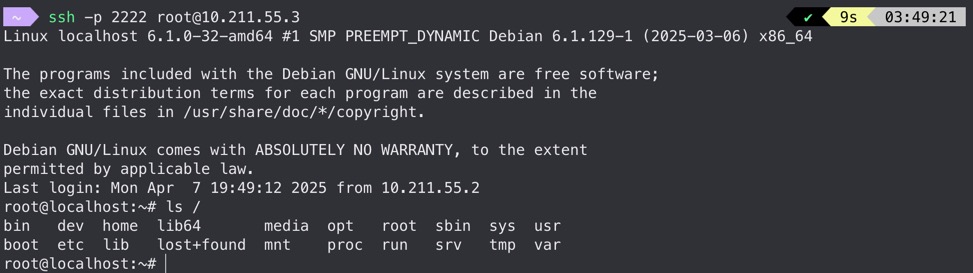 ~ ssh -p 2222 root@10.211.55.3 ✔ 9s 03:49:21
Linux localhost 6.1.0-32-amd64 #1 SMP PREEMPT_DYNAMIC Debian 6.1.129-1 (2025-03-06) x86_64
The programs included with the Debian GNU/Linux system are free software;
the exact distribution terms for each program are described in the
individual files in /usr/share/doc/*/copyright.
Debian GNU/Linux comes with ABSOLUTELY NO WARRANTY, to the extent
permitted by applicable law.
Last login: Mon Apr  7 19:49:12 2025 from 10.211.55.2
root@localhost:~# ls /
bin   dev  home  lib64       media  opt   root  sbin  sys  usr
boot  etc  lib   lost+found  mnt    proc  run   srv   tmp  var
root@localhost:~#